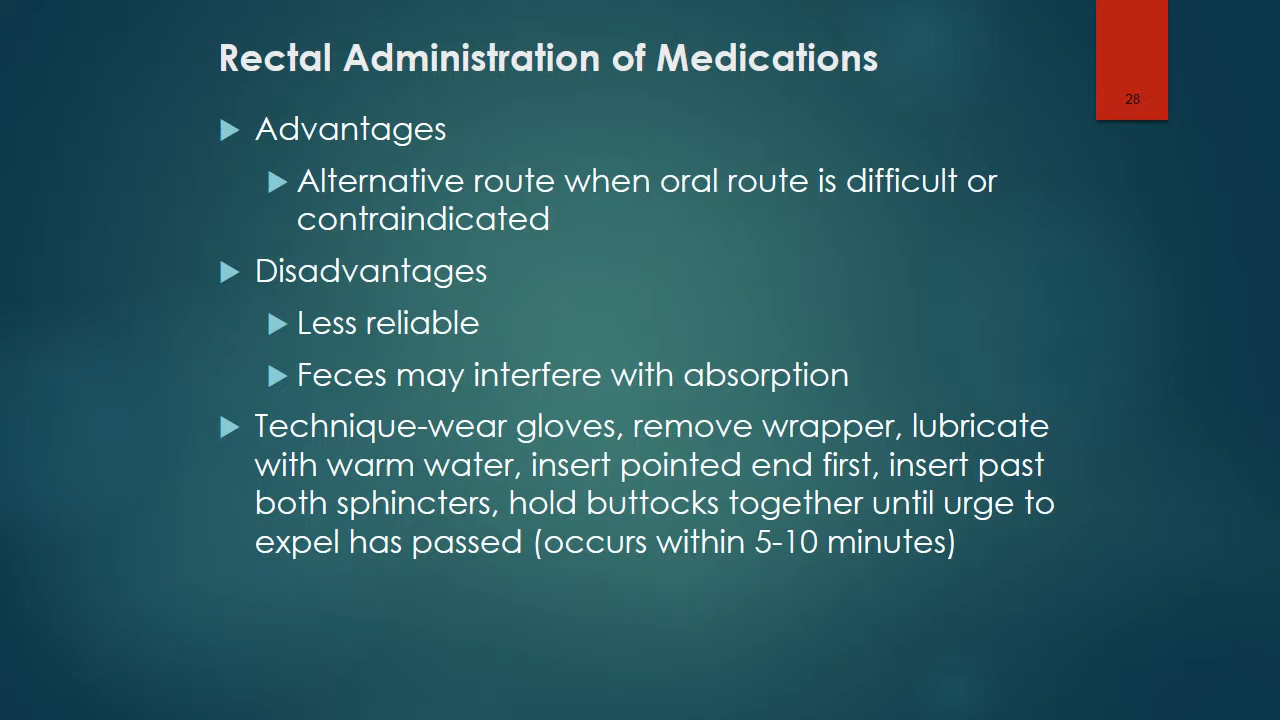 Rectal Administration of Medications
28
Advantages
Alternative route when oral route is difficult or
contraindicated
Disadvantages
Less reliable
Feces may interfere with absorption
Technique-wear gloves, remove wrapper, lubricate
with warm water, insert pointed end first, insert past
both sphincters, hold buttocks together until urge to
expel has passed (occurs within 5-10 minutes)